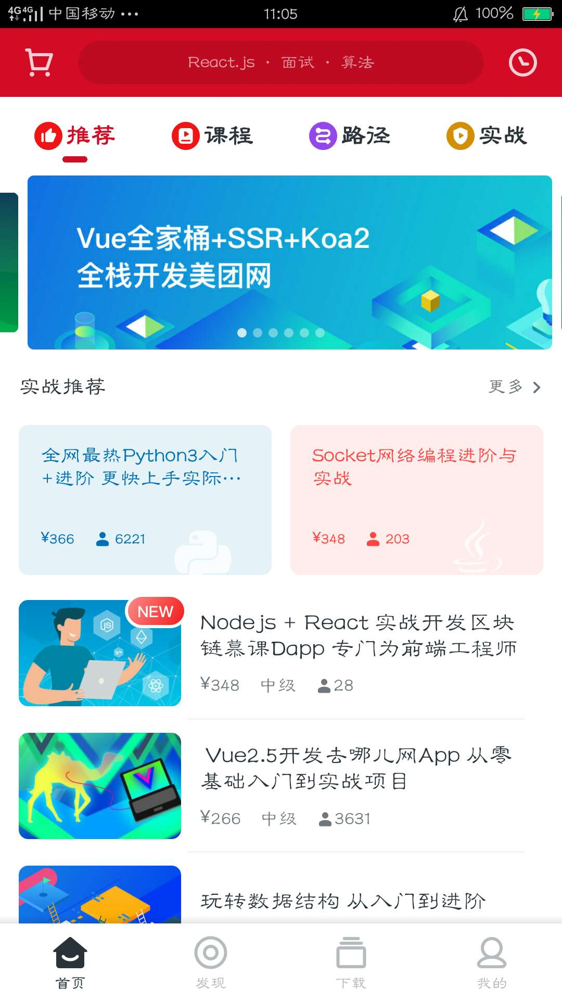 4G 4G 中国移动 ··· 11:05 100%
React.js · 面试 · 算法
推荐 课程 路径 实战
Vue全家桶+SSR+Koa2
全栈开发美团网
实战推荐 更多
全网最热Python3入门
+进阶 更快上手实际…
¥366 6221
Socket网络编程进阶与
实战
¥348 203
NEW
JS
Node.js + React 实战开发区块
链慕课Dapp 专门为前端工程师
¥348 中级 28
Vue2.5开发去哪儿网App 从零
基础入门到实战项目
¥266 中级 3631
玩转数据结构 从入门到进阶
首页 发现 下载 我的